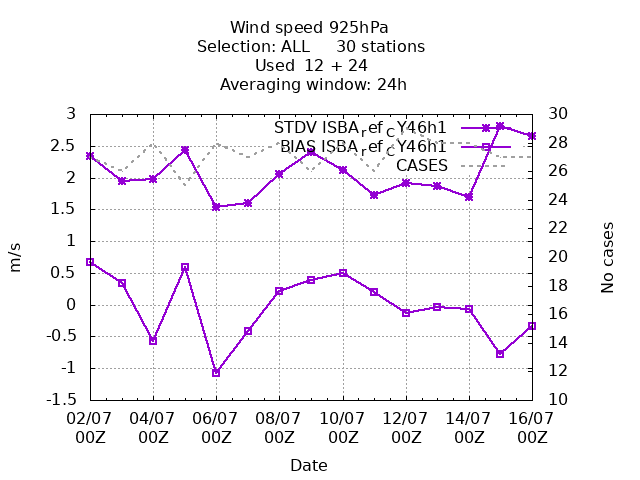 Wind speed 925hPa
Selection: ALL 30 stations
Used 12 + 24
Averaging window: 24h
STDV ISBA_ref_C Y46h1
BIAS ISBA_ref_C Y46h1
CASES
3
2.5
2
1.5
1
0.5
0
-0.5
-1
-1.5
m/s
30
28
26
24
22
20
18
16
14
12
10
No cases
02/07 04/07 06/07 08/07 10/07 12/07 14/07 16/07
00Z 00Z 00Z 00Z 00Z 00Z 00Z 00Z
Date